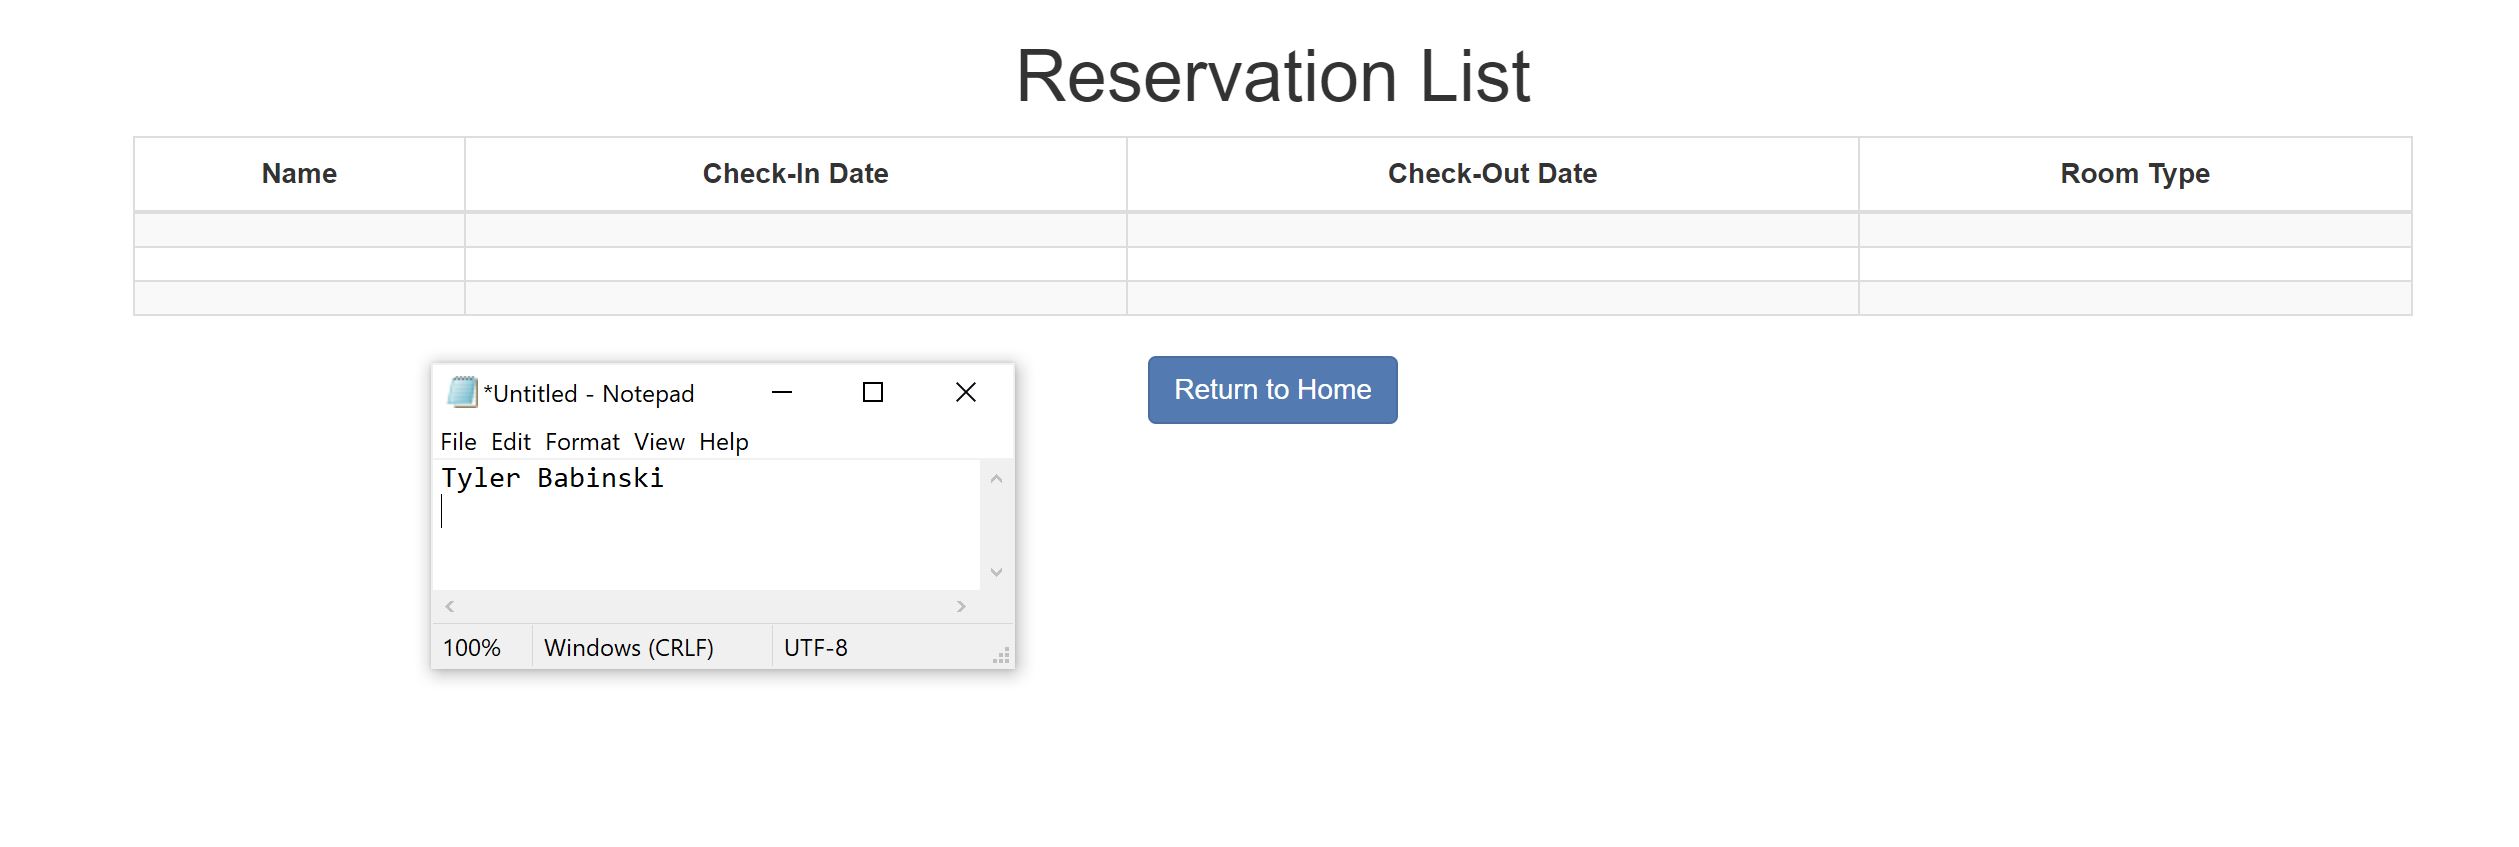 Reservation List
Name Check-In Date Check-Out Date Room Type
Return to Home
*Untitled - Notepad
File Edit Format View Help
Tyler Babinski
100% Windows (CRLF) UTF-8